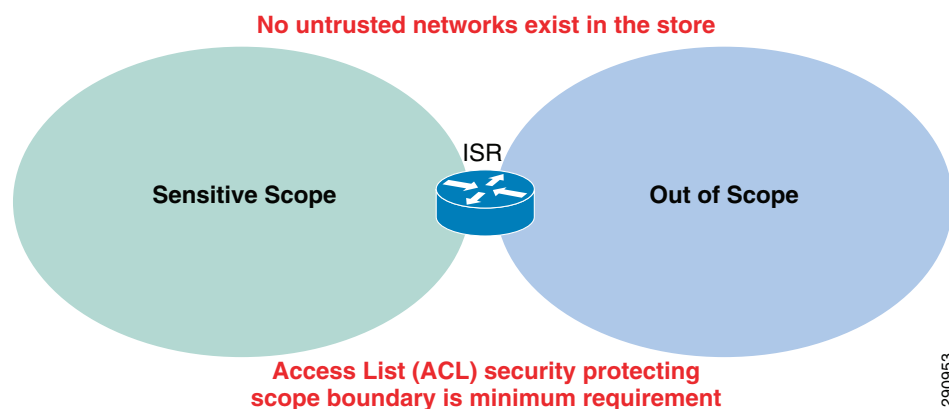 No untrusted networks exist in the store
ISR
Sensitive Scope
Out of Scope
Access List (ACL) security protecting
scope boundary is minimum requirement
290953